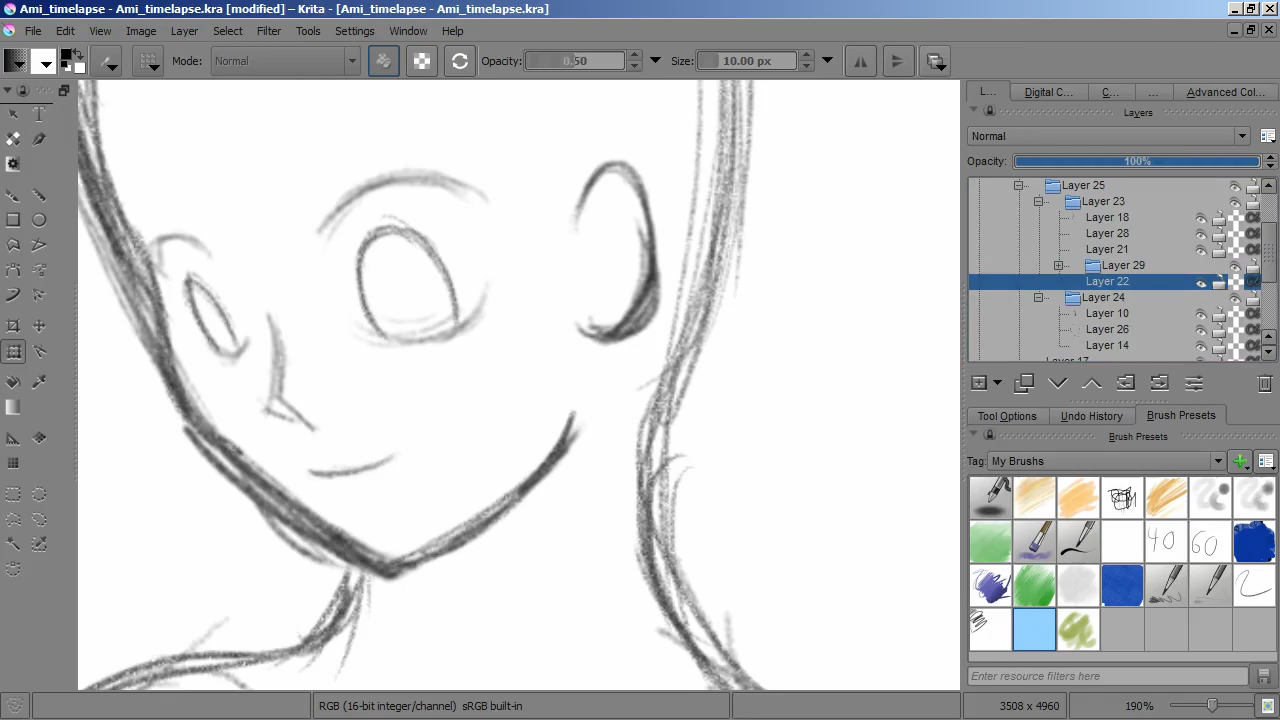 Ami_timelapse - Ami_timelapse.kra [modified] – Krita - [Ami_timelapse - Ami_timelapse.kra]
File Edit View Image Layer Select Filter Tools Settings Window Help
Mode: Normal Opacity: 0.50 Size: 10.00 px
L... Digital C... C... ... Advanced Col...
Layers
Normal
Opacity: 100%
Layer 25
Layer 23
Layer 18
Layer 28
Layer 21
Layer 29
Layer 22
Layer 24
Layer 10
Layer 26
Layer 14
Layer 17
Tool Options Undo History Brush Presets
Brush Presets
Tag: My Brushs
40 60
Enter resource filters here
RGB (16-bit integer/channel) sRGB built-in 3508 x 4960 190%